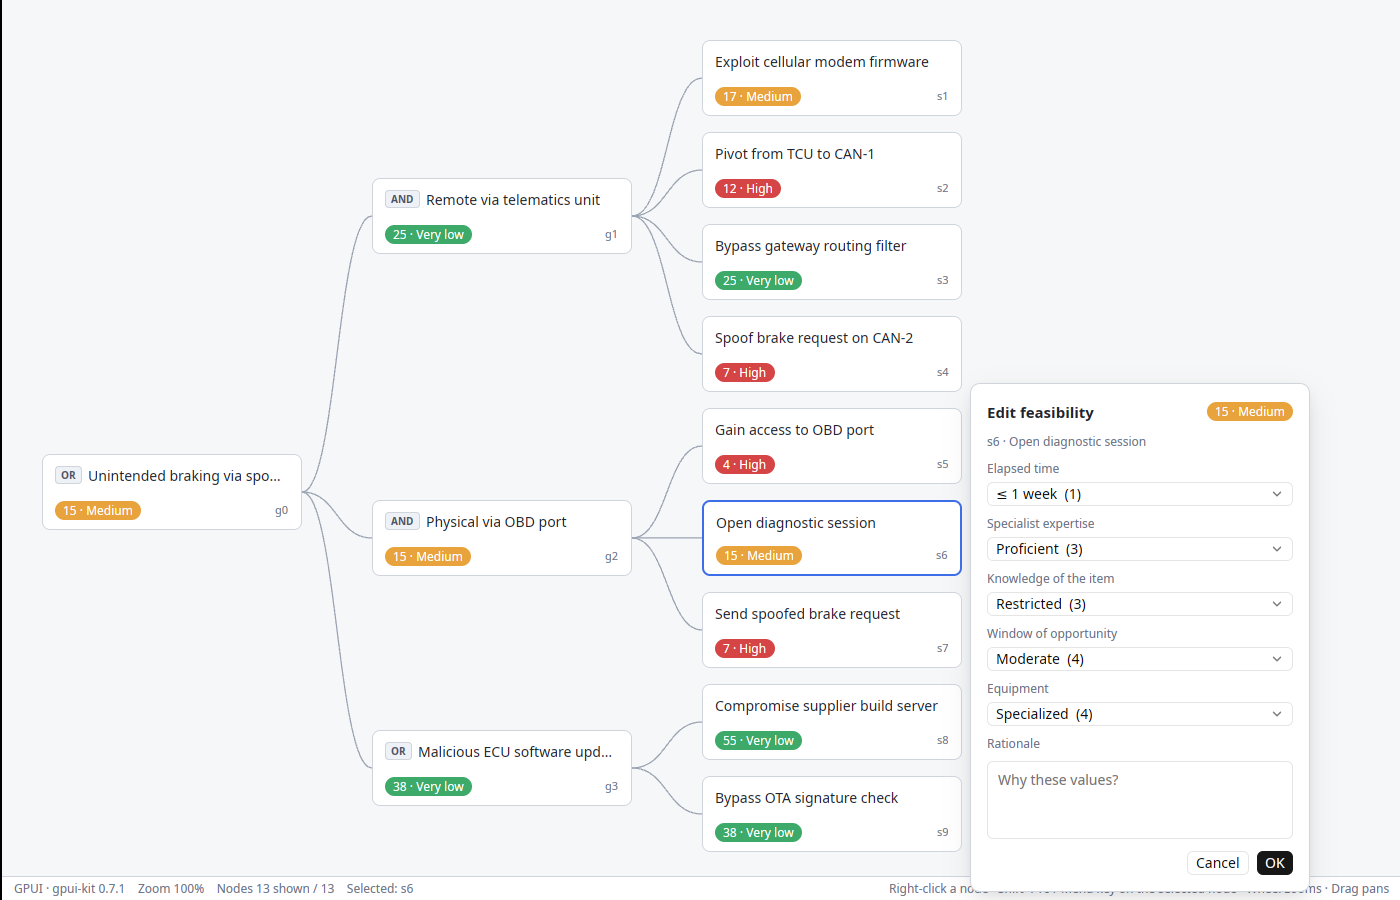 Exploit cellular modem firmware
17 · Medium
s1
Pivot from TCU to CAN-1
12 · High
s2
AND Remote via telematics unit
25 · Very low
g1
Bypass gateway routing filter
25 · Very low
s3
Spoof brake request on CAN-2
7 · High
s4
Gain access to OBD port
4 · High
s5
OR Unintended braking via spo...
15 · Medium
g0
AND Physical via OBD port
15 · Medium
g2
Open diagnostic session
15 · Medium
s6
Send spoofed brake request
7 · High
s7
Compromise supplier build server
55 · Very low
s8
OR Malicious ECU software upd...
38 · Very low
g3
Bypass OTA signature check
38 · Very low
s9
Edit feasibility
15 · Medium
s6 · Open diagnostic session
Elapsed time
≤ 1 week (1)
Specialist expertise
Proficient (3)
Knowledge of the item
Restricted (3)
Window of opportunity
Moderate (4)
Equipment
Specialized (4)
Rationale
Why these values?
Cancel
OK
GPUI · gpui-kit 0.7.1 Zoom 100% Nodes 13 shown / 13 Selected: s6
Right-click a · Drag pans